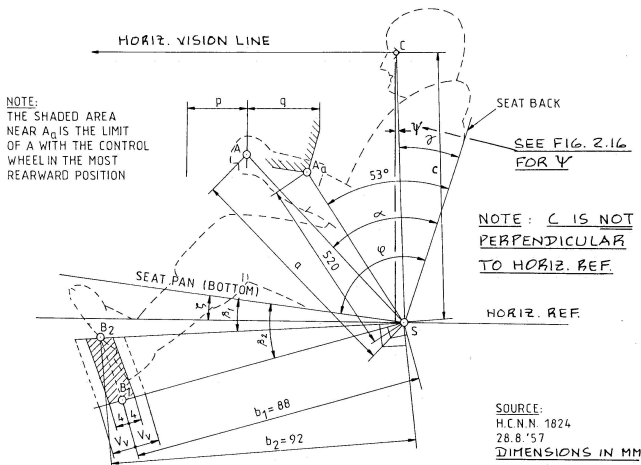 HORIZ. VISION LINE
C
NOTE:
THE SHADED AREA
NEAR Aa IS THE LIMIT
OF A WITH THE CONTROL
WHEEL IN THE MOST
REARWARD POSITION
p
q
SEAT BACK
Ψ
γ
SEE FIG. 2.16
FOR Ψ
A
Aa
53°
c
α
φ
a
520
NOTE: C IS NOT
PERPENDICULAR
TO HORIZ. REF.
SEAT PAN (BOTTOM)
ξ
β1
β2
HORIZ. REF.
S
B2
B1
4 4
Vv Vv
b1 = 88
b2 = 92
SOURCE:
H.C.N.N. 1824
28.8.'57
DIMENSIONS IN MM